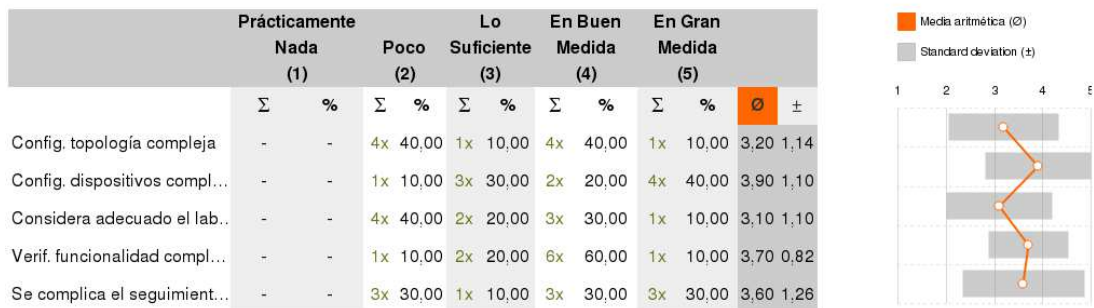 Prácticamente Nada (1) Poco (2) Lo Suficiente (3) En Buen Medida (4) En Gran Medida (5)
Σ % Σ % Σ % Σ % Σ % Ø ±
Config. topología compleja - - 4x 40,00 1x 10,00 4x 40,00 1x 10,00 3,20 1,14
Config. dispositivos compl... - - 1x 10,00 3x 30,00 2x 20,00 4x 40,00 3,90 1,10
Considera adecuado el lab... - - 4x 40,00 2x 20,00 3x 30,00 1x 10,00 3,10 1,10
Verif. funcionalidad compl... - - 1x 10,00 2x 20,00 6x 60,00 1x 10,00 3,70 0,82
Se complica el seguimient... - - 3x 30,00 1x 10,00 3x 30,00 3x 30,00 3,60 1,26
Media aritmética (Ø)
Standard deviation (±)
1 2 3 4 5